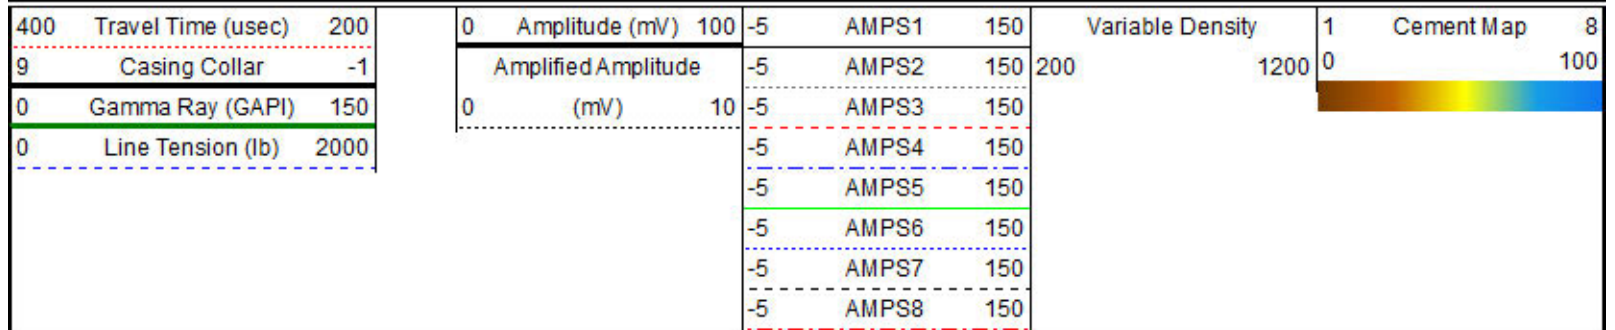 400 Travel Time (usec) 200
9 Casing Collar -1
0 Gamma Ray (GAPI) 150
0 Line Tension (lb) 2000
0 Amplitude (mV) 100
Amplified Amplitude
0 (mV) 10
-5 AMPS1 150
-5 AMPS2 150
-5 AMPS3 150
-5 AMPS4 150
-5 AMPS5 150
-5 AMPS6 150
-5 AMPS7 150
-5 AMPS8 150
Variable Density
200 1200
1 Cement Map 8
0 100